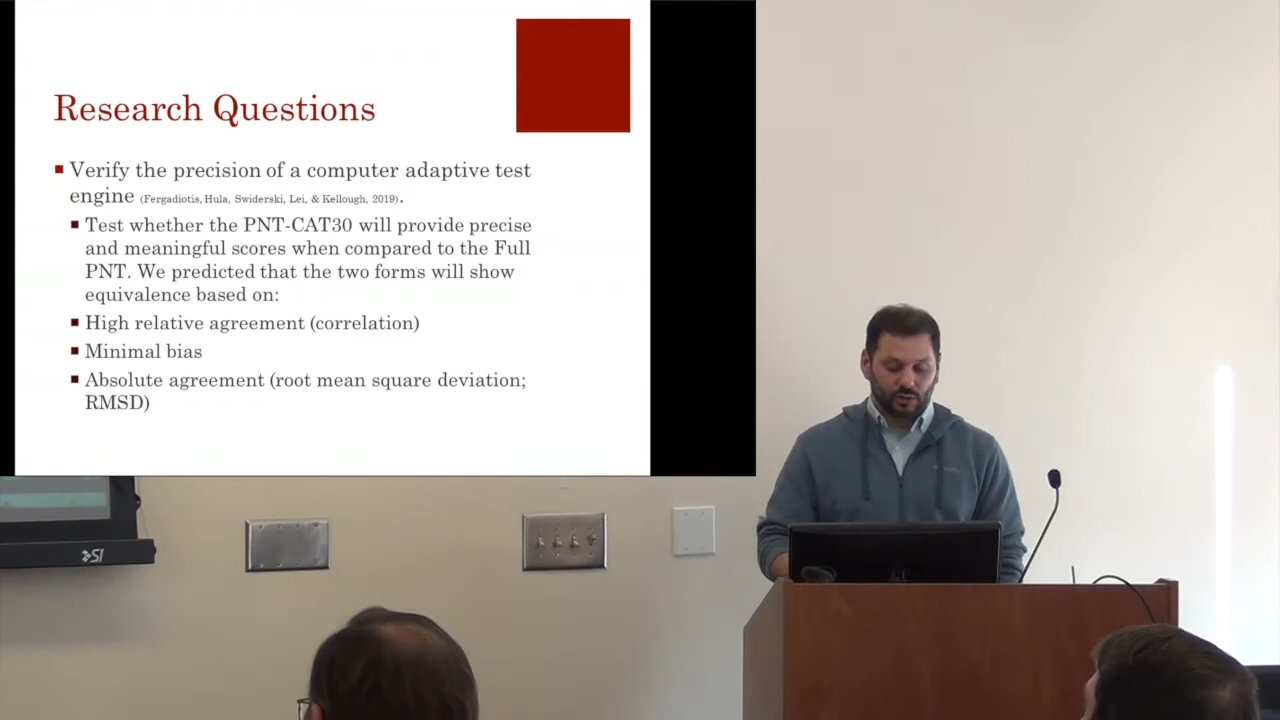 Research Questions
Verify the precision of a computer adaptive test
engine (Fergadiotis, Hula, Swiderski, Lei, & Kellough, 2019).
Test whether the PNT-CAT30 will provide precise
and meaningful scores when compared to the Full
PNT. We predicted that the two forms will show
equivalence based on:
High relative agreement (correlation)
Minimal bias
Absolute agreement (root mean square deviation;
RMSD)
SI